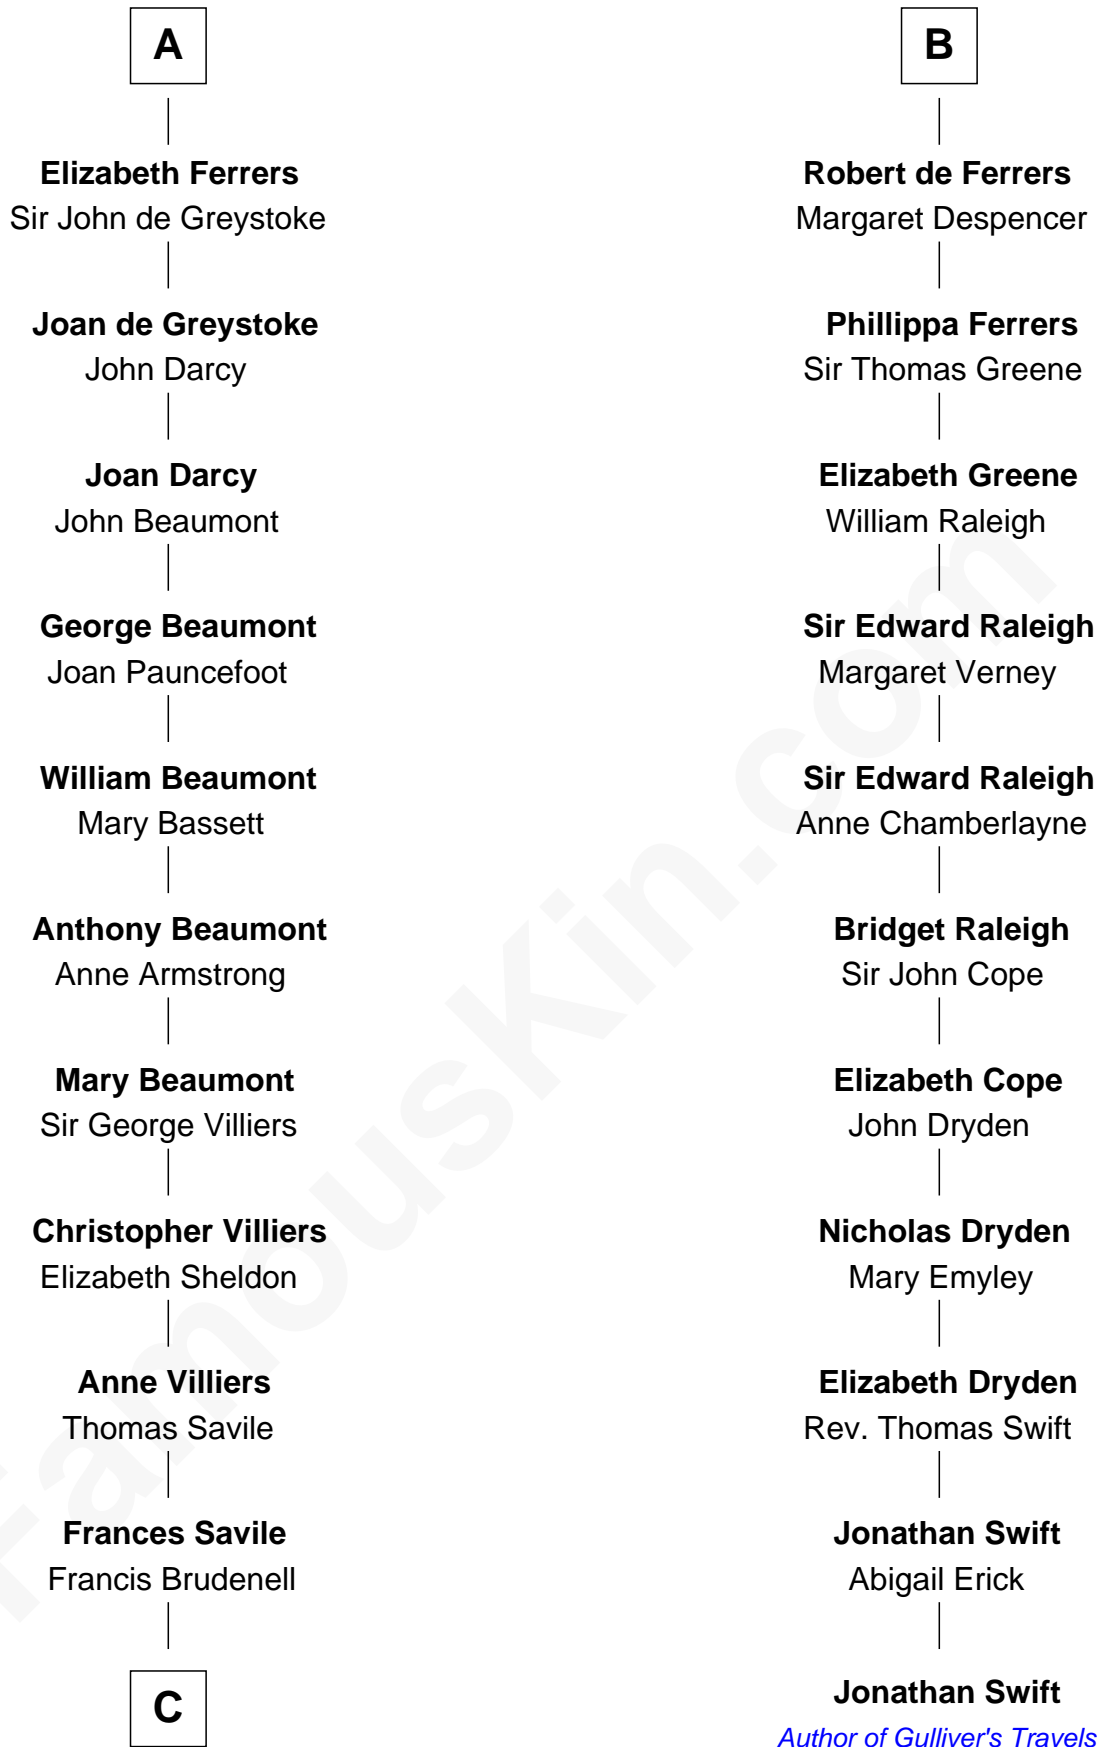 A
Elizabeth Ferrers
Sir John de Greystoke
Joan de Greystoke
John Darcy
Joan Darcy
John Beaumont
George Beaumont
Joan Pauncefoot
William Beaumont
Mary Bassett
Anthony Beaumont
Anne Armstrong
Mary Beaumont
Sir George Villiers
Christopher Villiers
Elizabeth Sheldon
Anne Villiers
Thomas Savile
Frances Savile
Francis Brudenell
C
B
Robert de Ferrers
Margaret Despencer
Phillippa Ferrers
Sir Thomas Greene
Elizabeth Greene
William Raleigh
Sir Edward Raleigh
Margaret Verney
Sir Edward Raleigh
Anne Chamberlayne
Bridget Raleigh
Sir John Cope
Elizabeth Cope
John Dryden
Nicholas Dryden
Mary Emyley
Elizabeth Dryden
Rev. Thomas Swift
Jonathan Swift
Abigail Erick
Jonathan Swift
Author of Gulliver's Travels
FamousKin.com